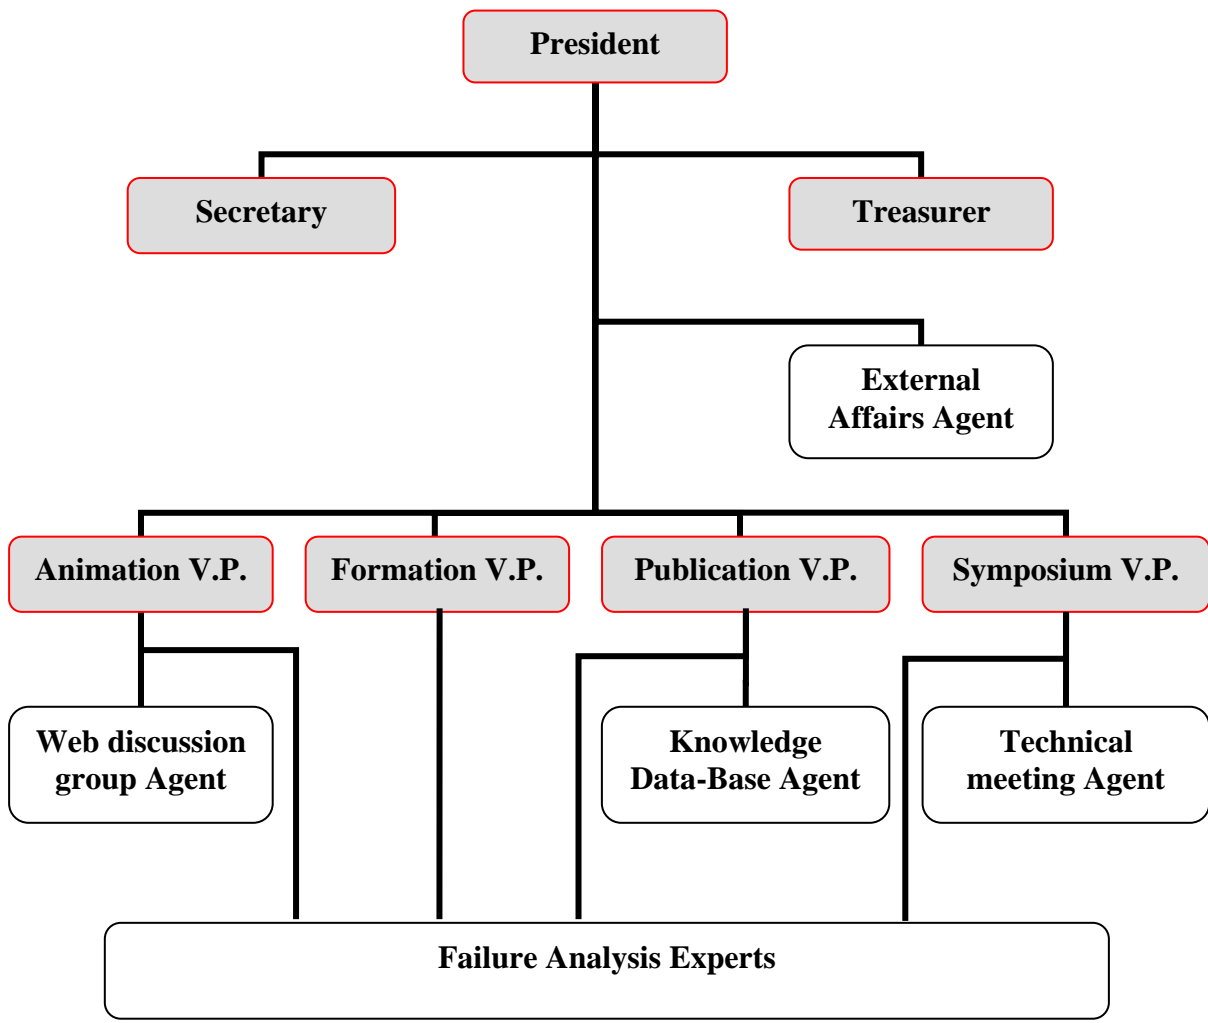 President
Secretary
Treasurer
External
Affairs Agent
Animation V.P.
Formation V.P.
Publication V.P.
Symposium V.P.
Web discussion
group Agent
Knowledge
Data-Base Agent
Technical
meeting Agent
Failure Analysis Experts